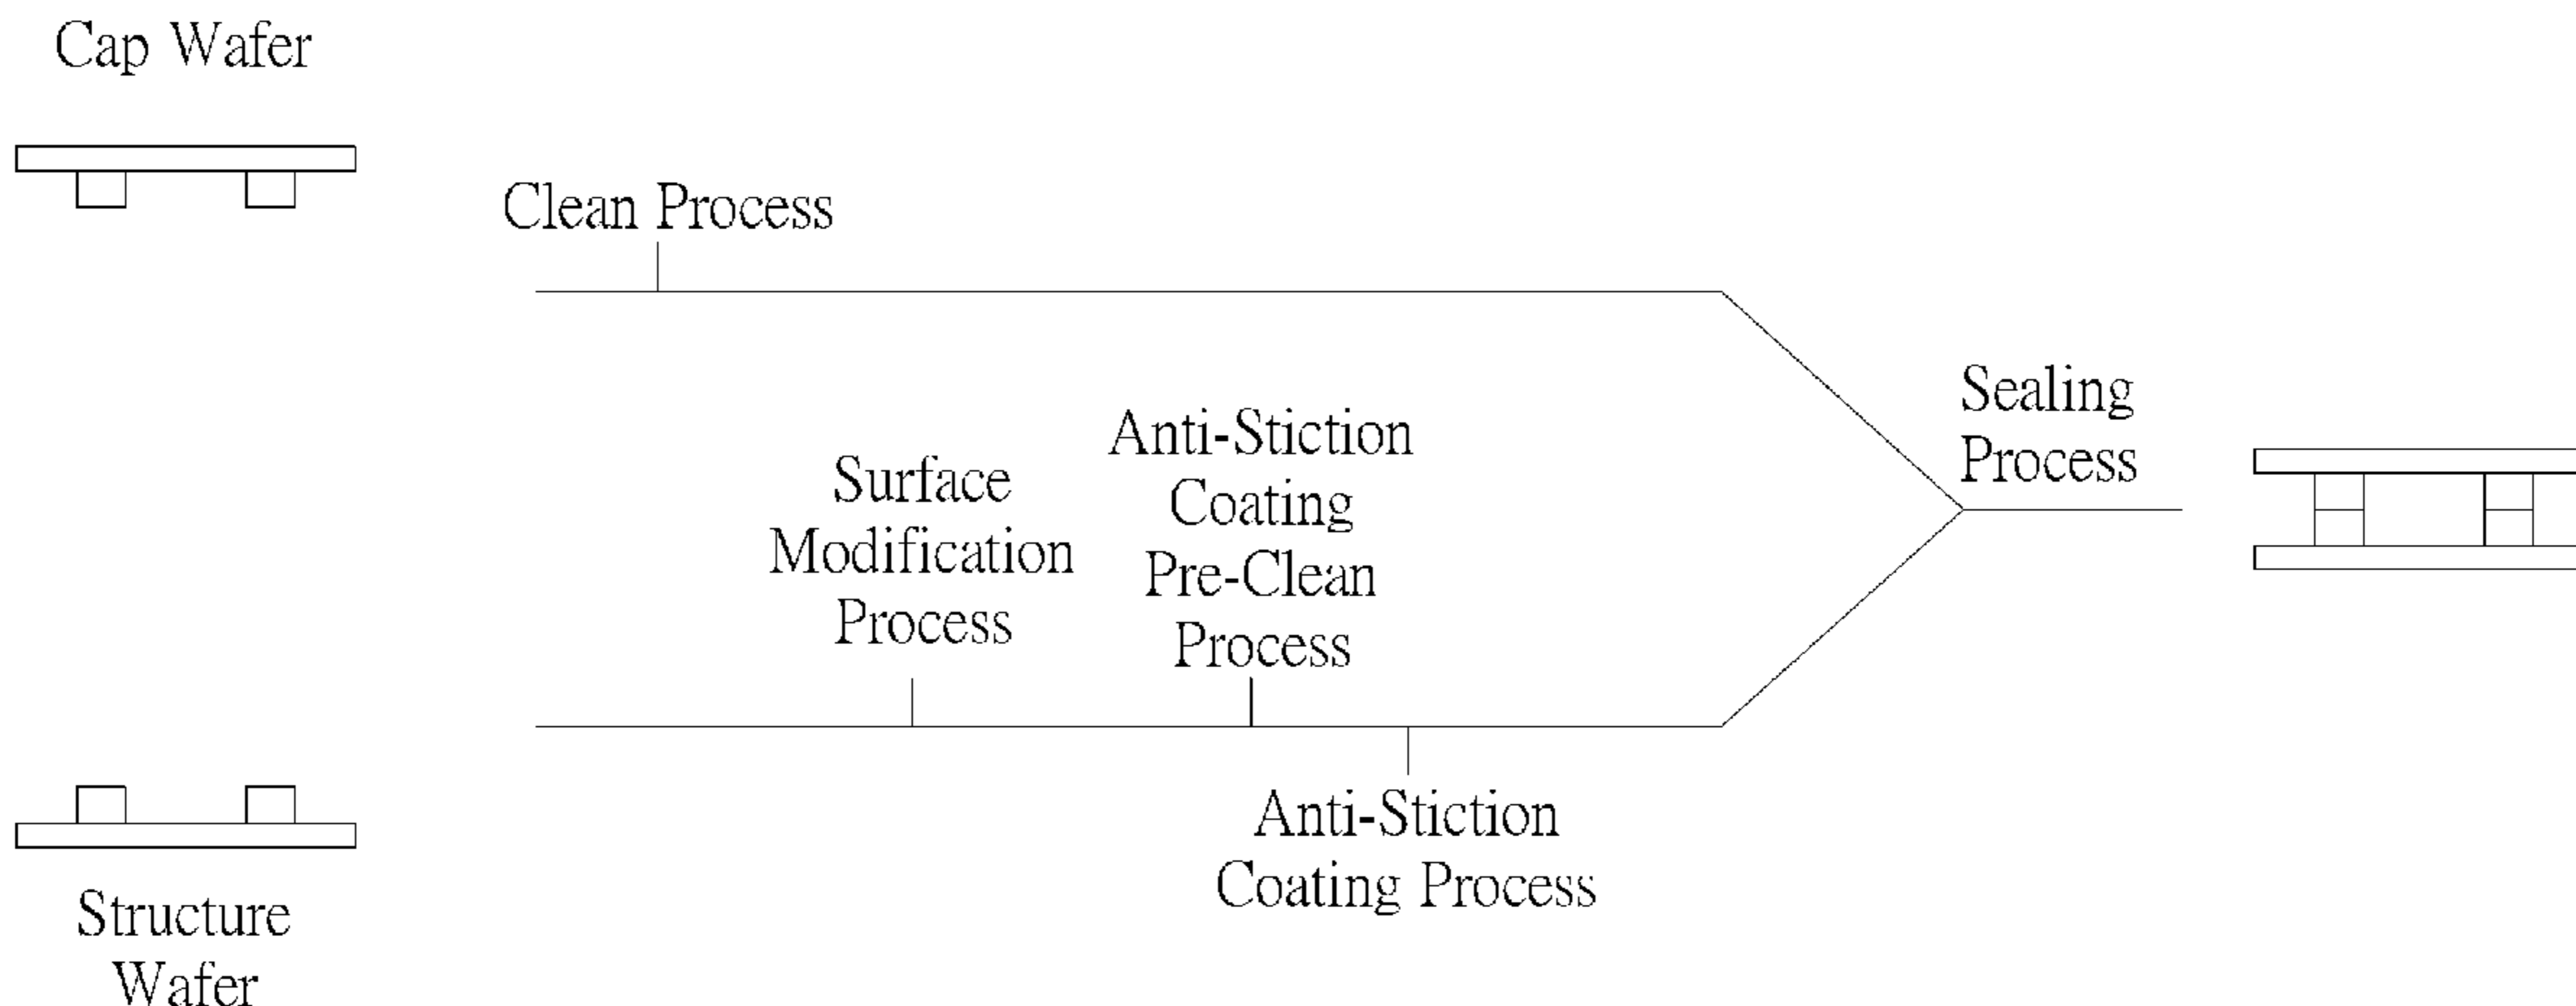 Cap Wafer
Clean Process
Sealing
Process
Anti-Stiction
Coating
Pre-Clean
Process
Surface
Modification
Process
Anti-Stiction
Coating Process
Structure
Wafer